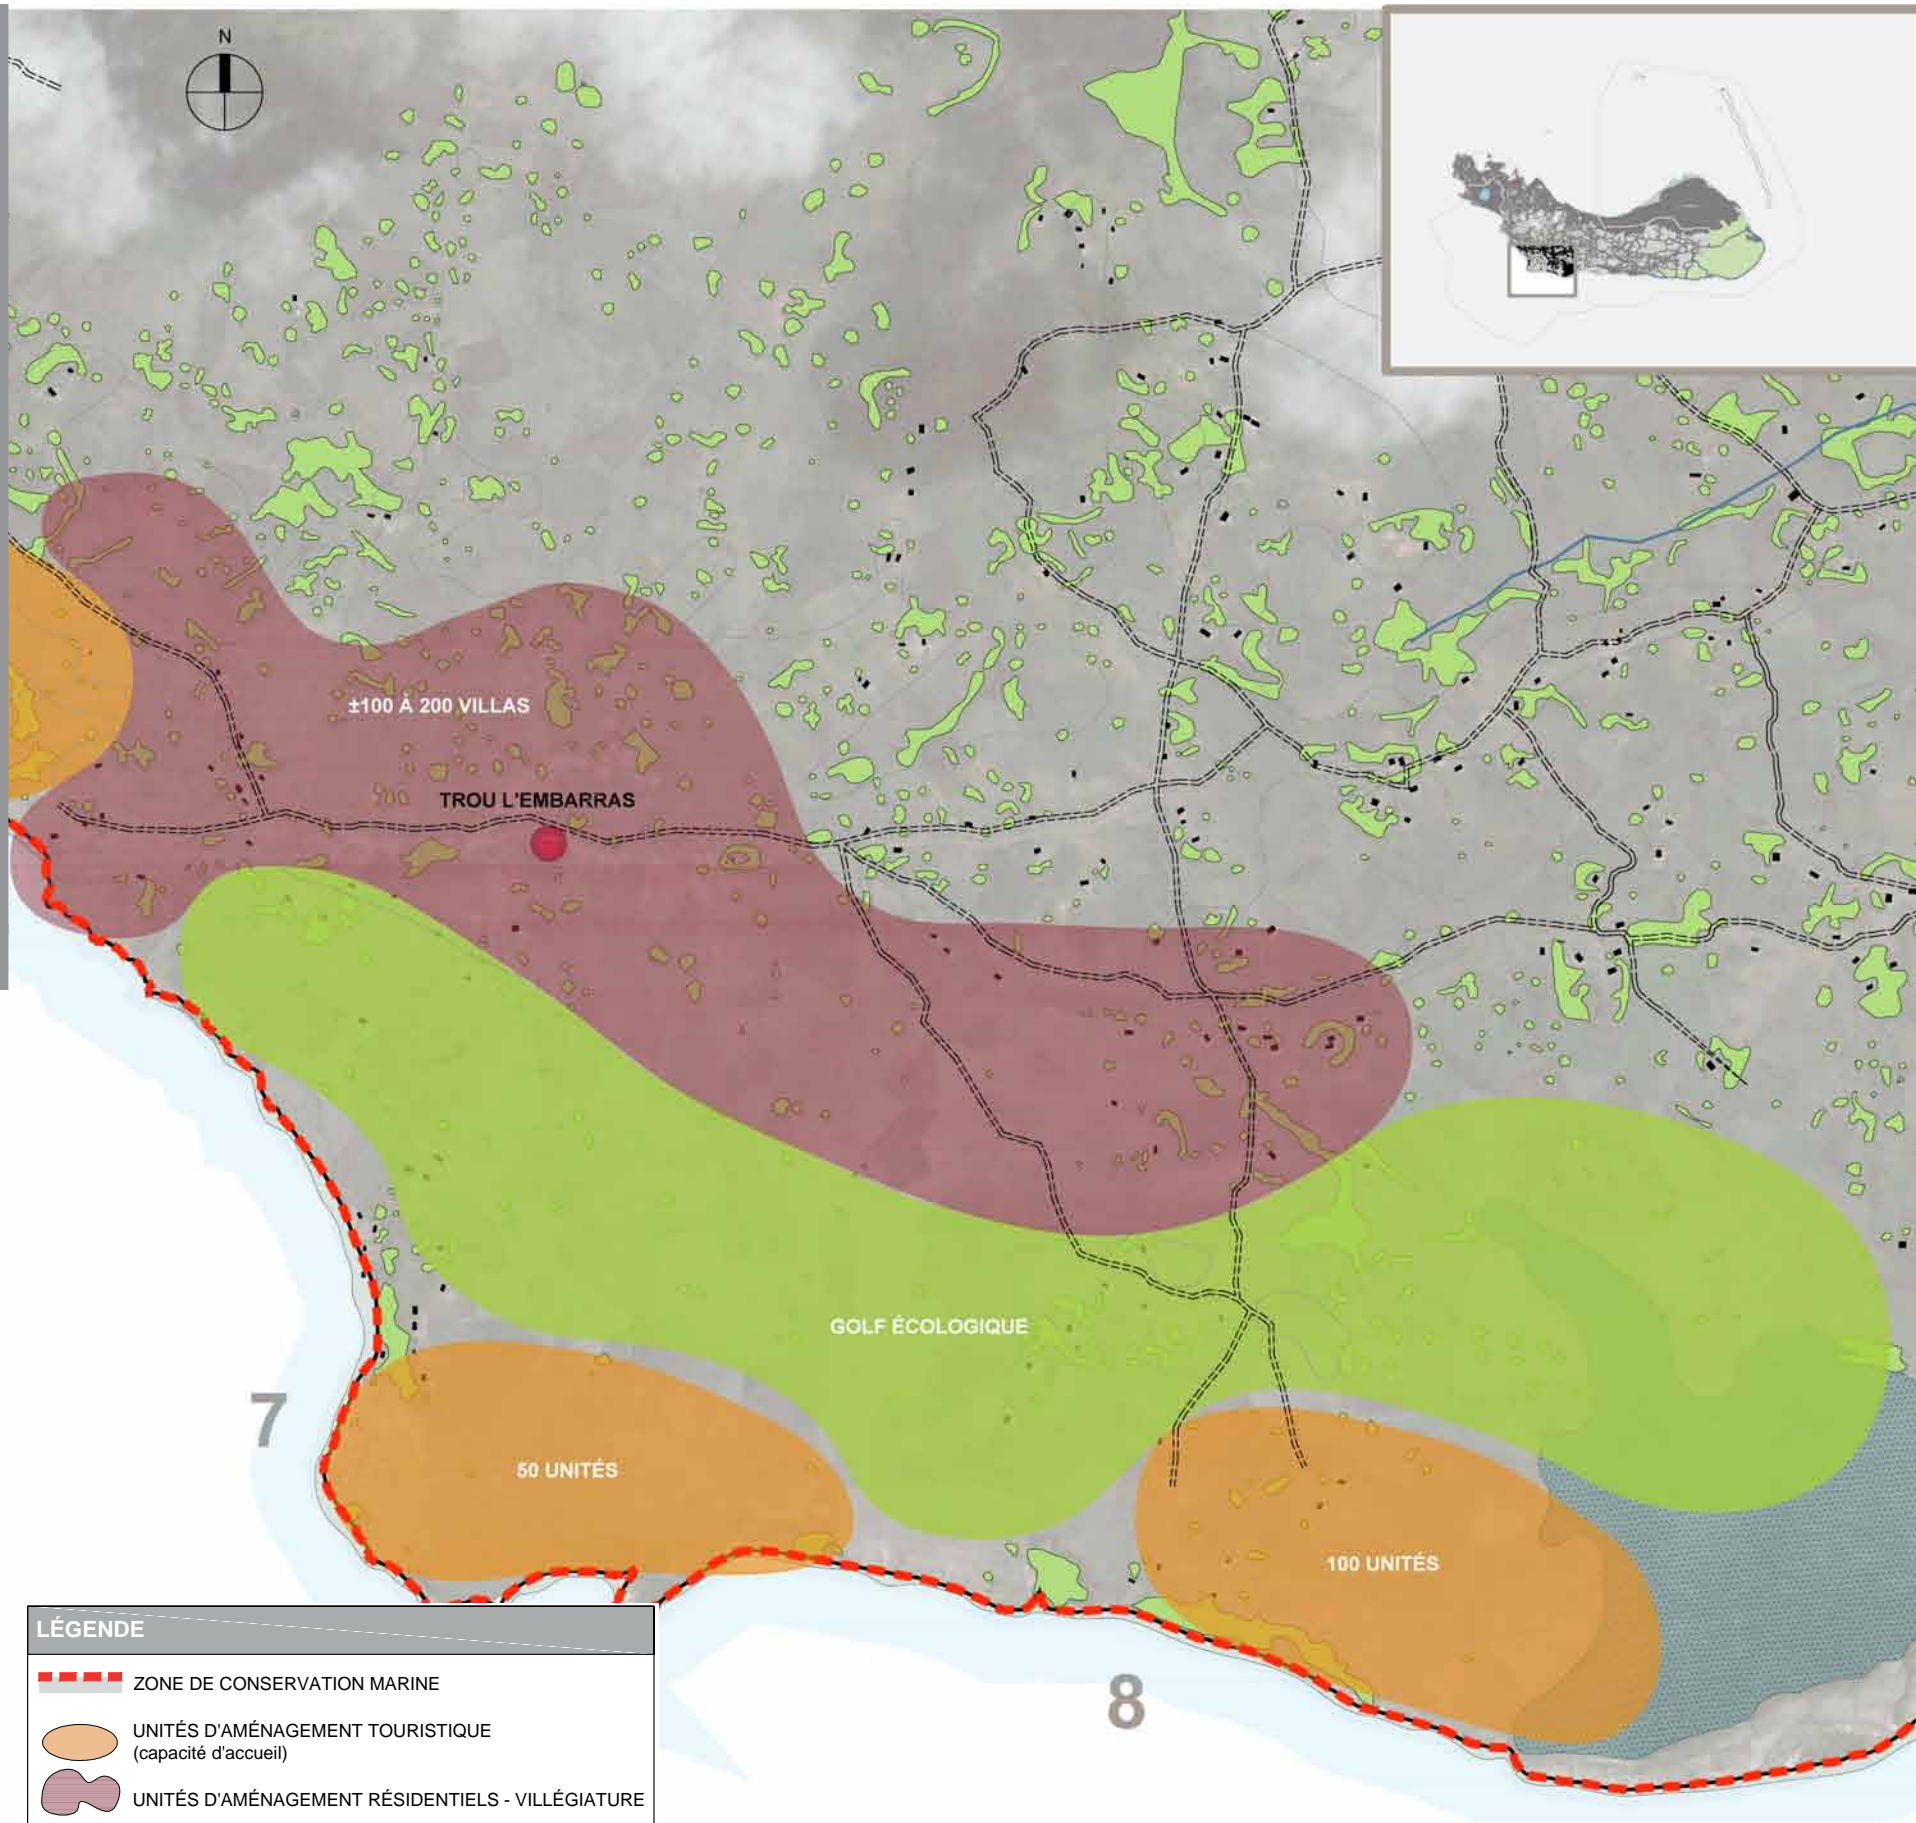 N
±100 À 200 VILLAS
TROU L'EMBARRAS
GOLF ÉCOLOGIQUE
7
50 UNITÉS
100 UNITÉS
8
LÉGENDE
ZONE DE CONSERVATION MARINE
UNITÉS D'AMÉNAGEMENT TOURISTIQUE
(capacité d'accueil)
UNITÉS D'AMÉNAGEMENT RÉSIDENTIELS - VILLÉGIATURE